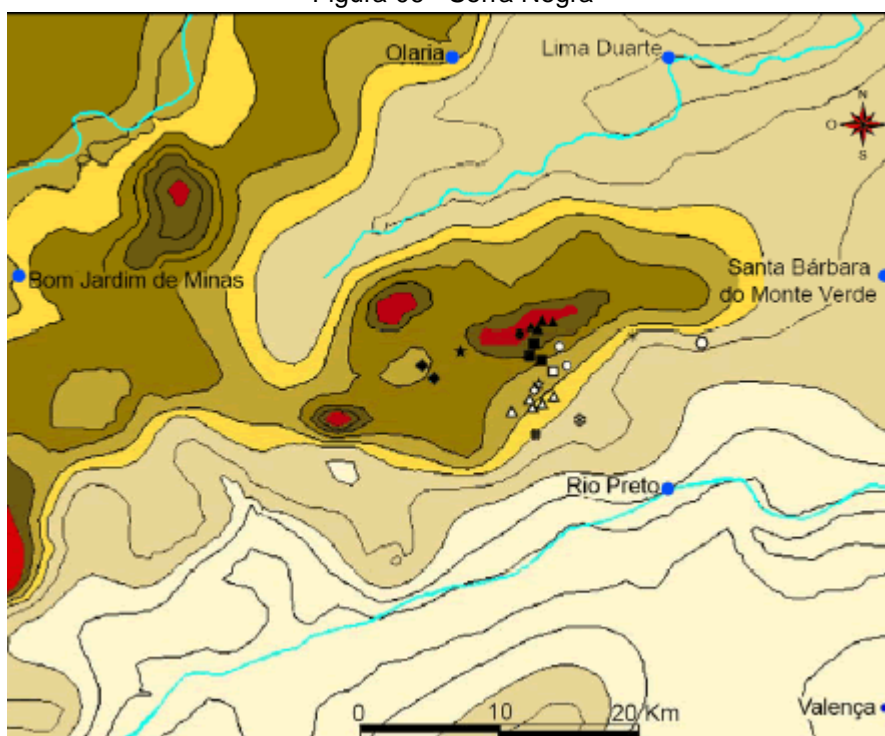 Olaria
Lima Duarte
N
O
S
Bom Jardim de Minas
Santa Bárbara
do Monte Verde
Rio Preto
Valença
0 10 20 Km